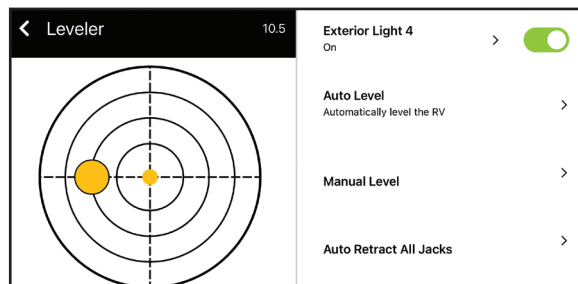 Leveler 10.5
Exterior Light 4
On
Auto Level
Automatically level the RV
Manual Level
Auto Retract All Jacks